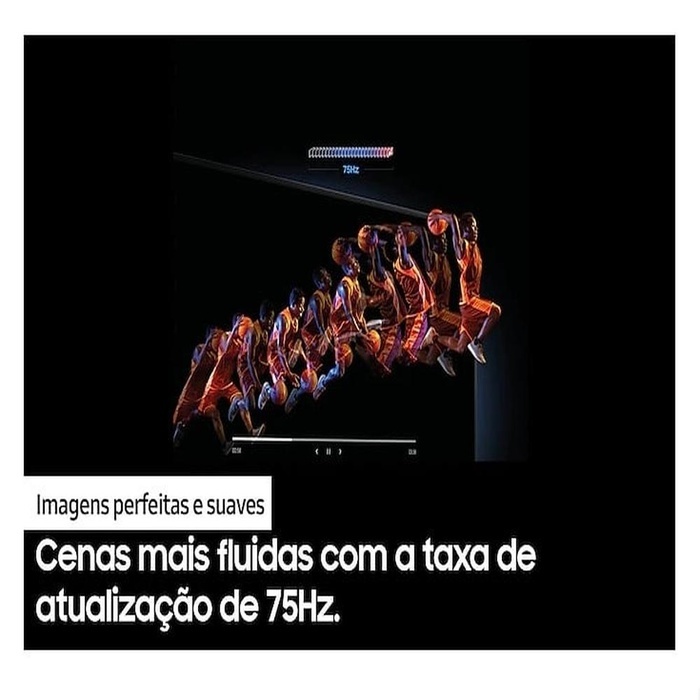 75Hz
Imagens perfeitas e suaves
Cenas mais fluidas com a taxa de
atualização de 75Hz.